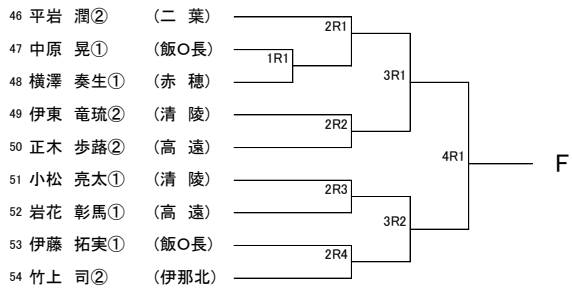 46 平岩 潤② (二 葉)
2R1
47 中原 晃① (飯O長)
1R1
3R1
48 横澤 奏生① (赤 穂)
49 伊東 竜琉② (清 陵)
2R2
50 正木 歩蕗② (高 遠)
4R1 F
51 小松 亮太① (清 陵)
2R3
52 岩花 彰馬① (高 遠)
3R2
53 伊藤 拓実① (飯O長)
2R4
54 竹上 司② (伊那北)